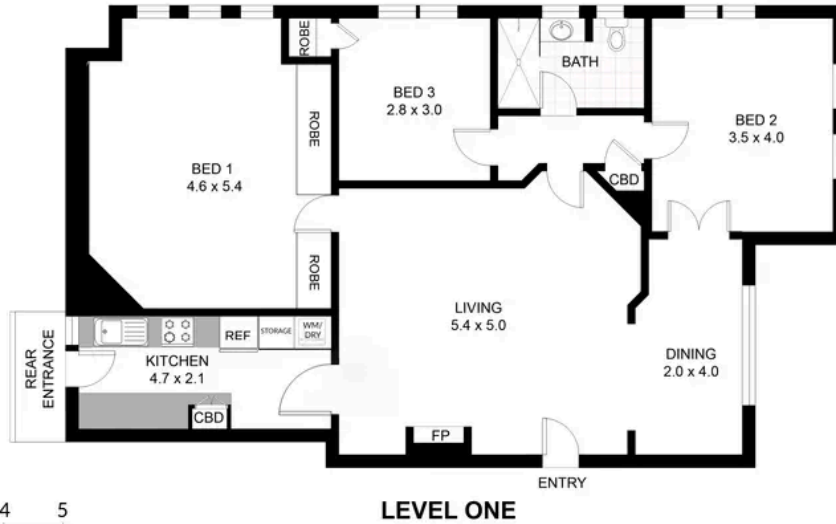 ROBE
BED 3
2.8 x 3.0
BATH
BED 2
3.5 x 4.0
ROBE
BED 1
4.6 x 5.4
CBD
ROBE
LIVING
5.4 x 5.0
REF
STORAGE
WM/
DRY
KITCHEN
4.7 x 2.1
DINING
2.0 x 4.0
REAR
ENTRANCE
CBD
FP
ENTRY
4 5
LEVEL ONE